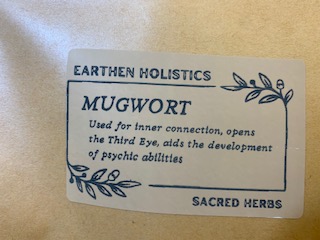 EARTHEN HOLISTICS
MUGWORT
Used for inner connection, opens
the Third Eye, aids the development
of psychic abilities
SACRED HERBS